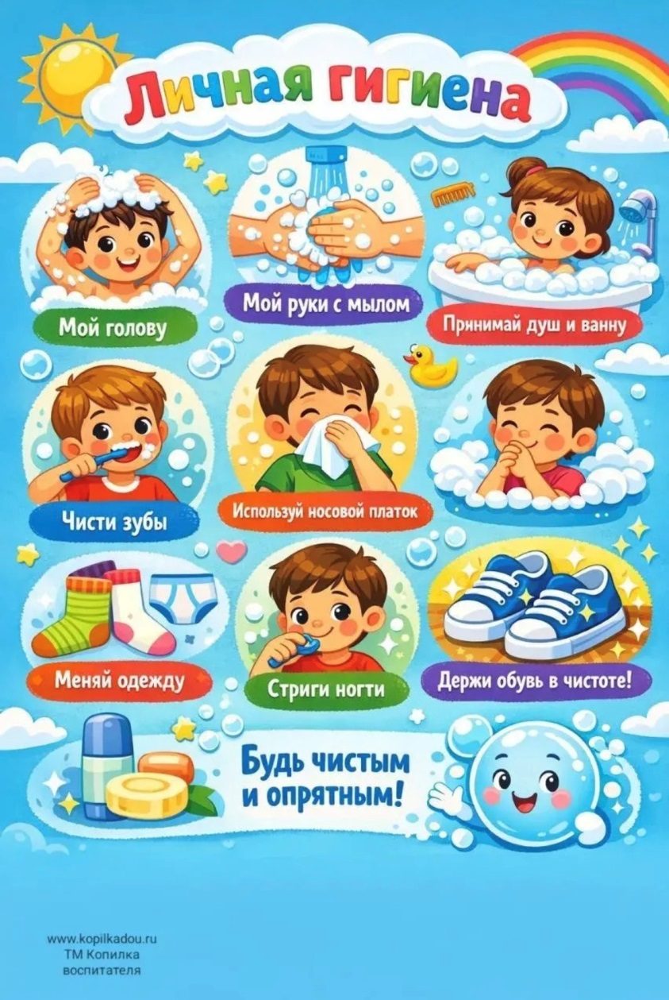 Личная гигиена
Мой голову
Мой руки с мылом
Принимай душ и ванну
Чисти зубы
Используй носовой платок
Меняй одежду
Стриги ногти
Держи обувь в чистоте!
Будь чистым
и опрятным!
www.kopilkadou.ru
ТМ Копилка
воспитателя